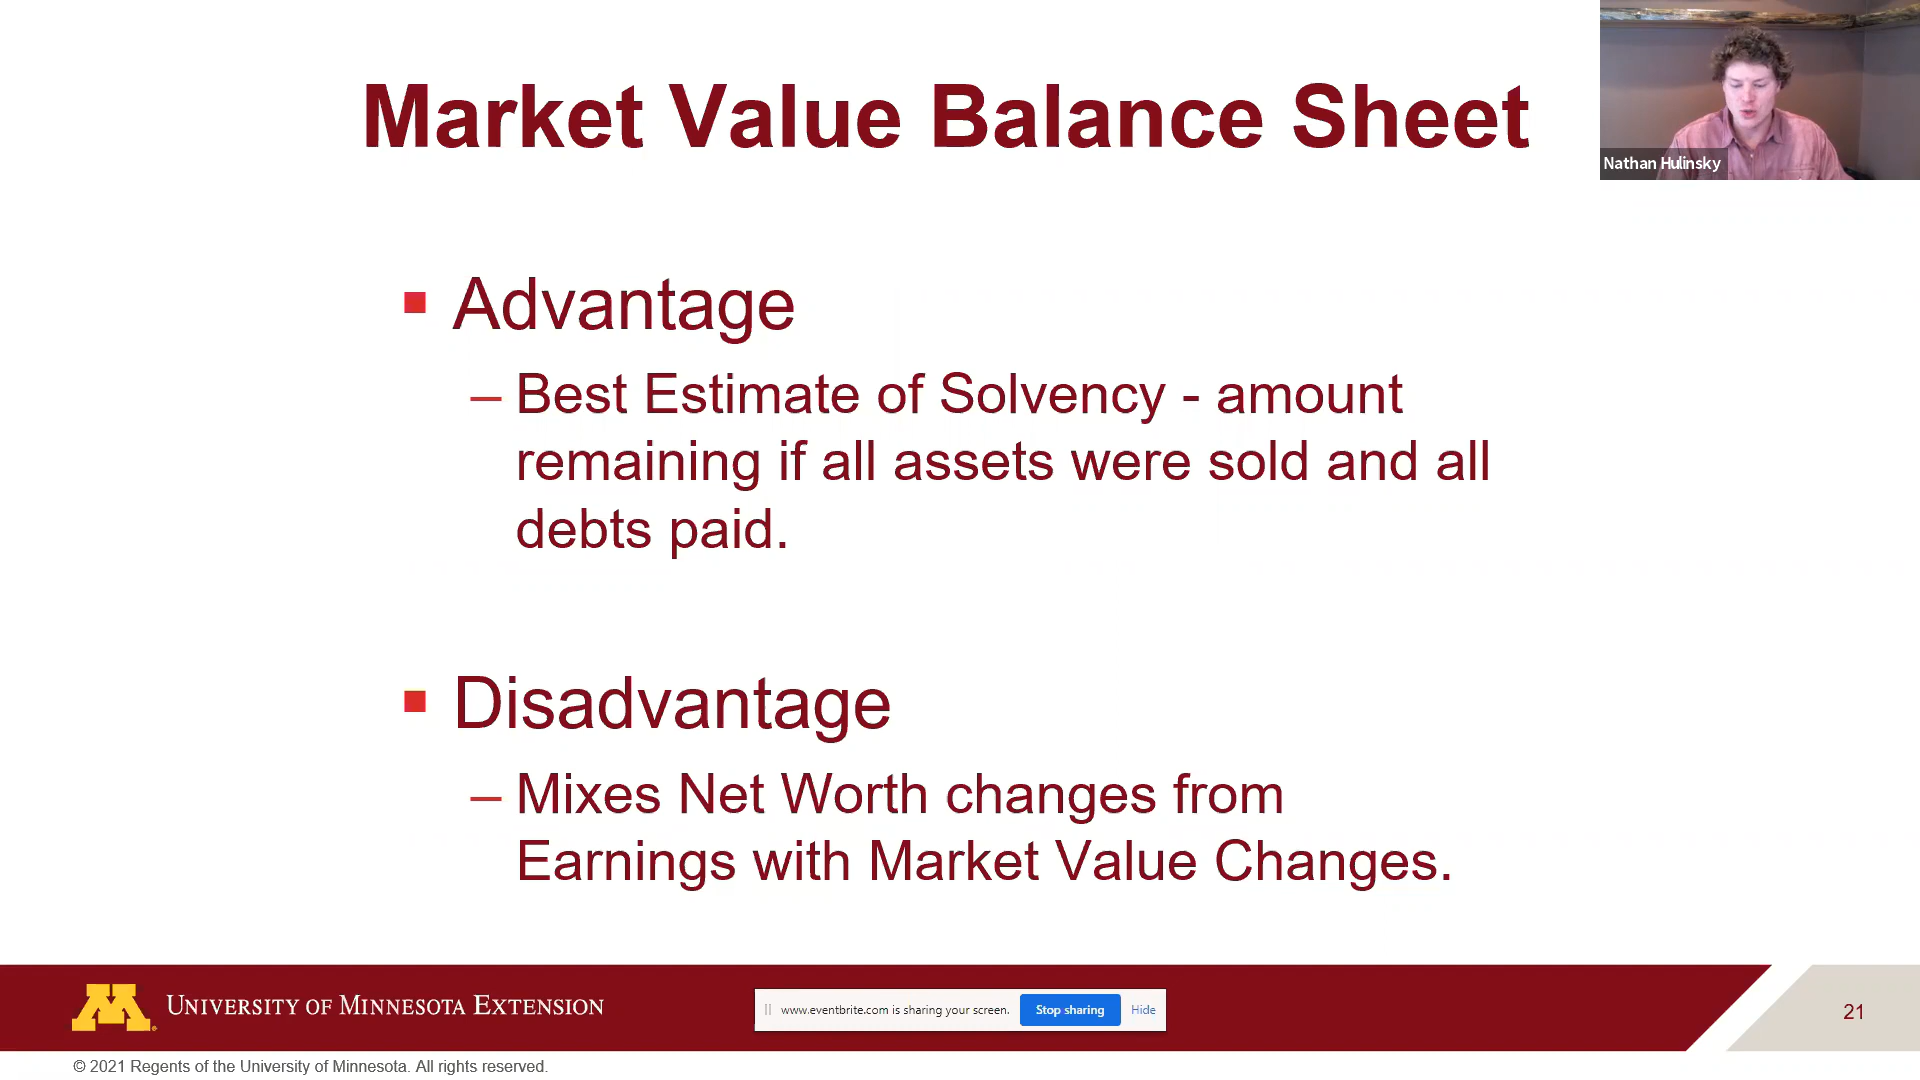 Market Value Balance Sheet
Nathan Hulinsky
Advantage
– Best Estimate of Solvency - amount
remaining if all assets were sold and all
debts paid.
Disadvantage
– Mixes Net Worth changes from
Earnings with Market Value Changes.
UNIVERSITY OF MINNESOTA EXTENSION
www.eventbrite.com is sharing your screen. Stop sharing Hide
21
© 2021 Regents of the University of Minnesota. All rights reserved.